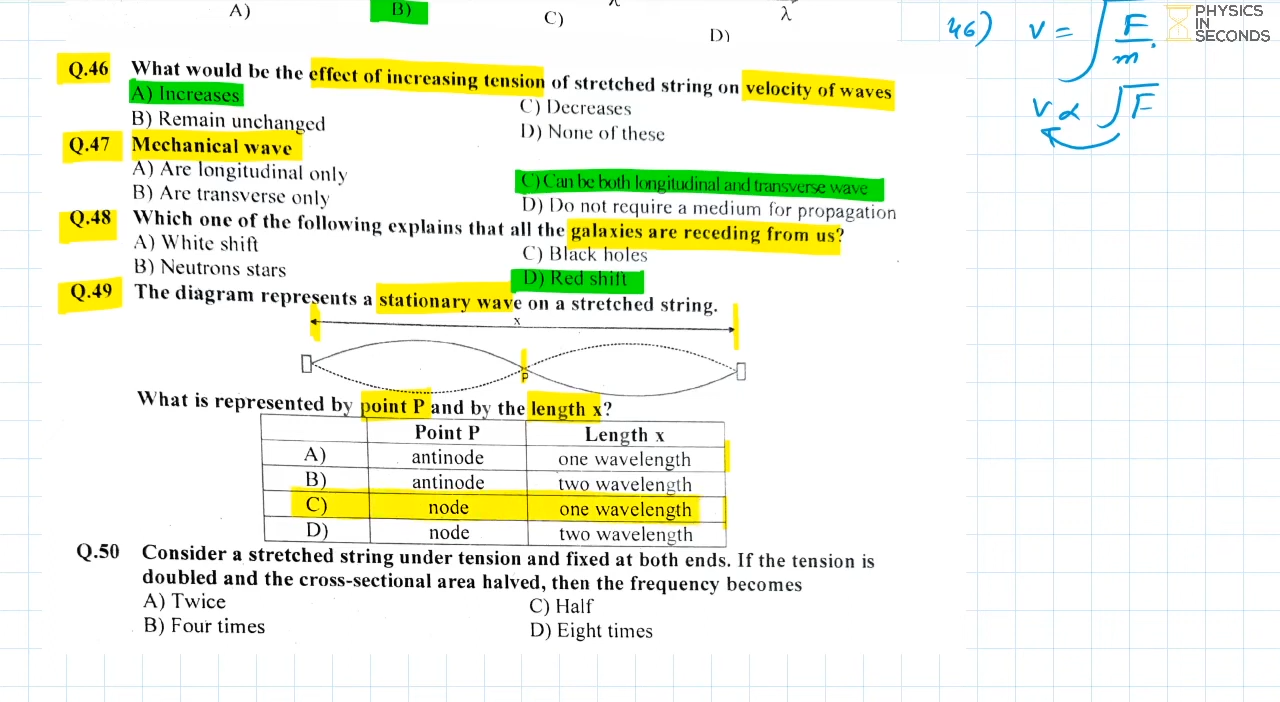 A)
B)
C)
λ
D)
λ
46) v = √F/m
PHYSICS
IN
SECONDS
v ∝ √F
Q.46 What would be the effect of increasing tension of stretched string on velocity of waves
A) Increases
C) Decreases
B) Remain unchanged
D) None of these
Q.47 Mechanical wave
A) Are longitudinal only
C) Can be both longitudinal and transverse wave
B) Are transverse only
D) Do not require a medium for propagation
Q.48 Which one of the following explains that all the galaxies are receding from us?
A) White shift
C) Black holes
B) Neutrons stars
D) Red shift
Q.49 The diagram represents a stationary wave on a stretched string.
x
P
What is represented by point P and by the length x?
Point P Length x
A) antinode one wavelength
B) antinode two wavelength
C) node one wavelength
D) node two wavelength
Q.50 Consider a stretched string under tension and fixed at both ends. If the tension is
doubled and the cross-sectional area halved, then the frequency becomes
A) Twice
C) Half
B) Four times
D) Eight times